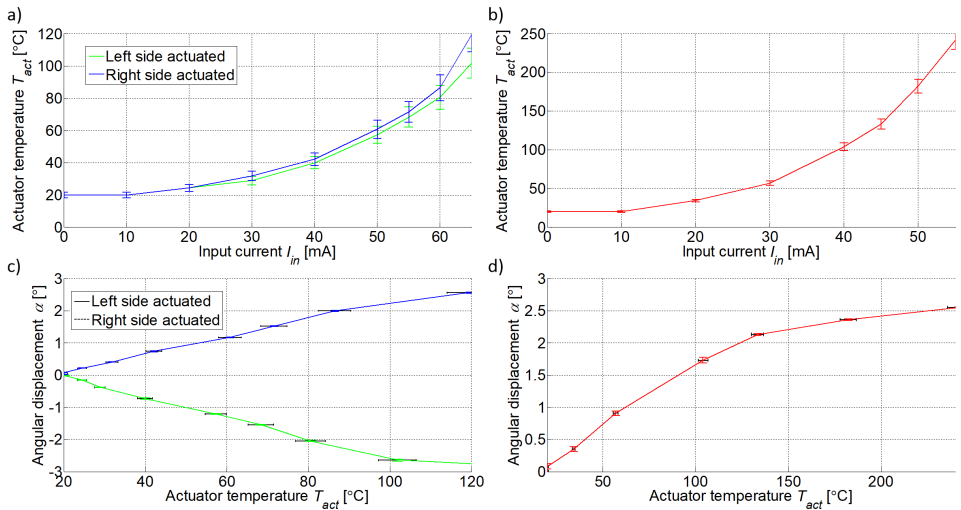 a)
Actuator temperature T_act [°C]
120
100
80
60
40
20
0
Left side actuated
Right side actuated
0 10 20 30 40 50 60
Input current I_in [mA]
b)
Actuator temperature T_act [°C]
250
200
150
100
50
0
0 10 20 30 40 50
Input current I_in [mA]
c)
Angular displacement α [°]
3
2
1
0
-1
-2
-3
Left side actuated
Right side actuated
20 40 60 80 100 120
Actuator temperature T_act [°C]
d)
Angular displacement α [°]
3
2.5
2
1.5
1
0.5
0
50 100 150 200
Actuator temperature T_act [°C]